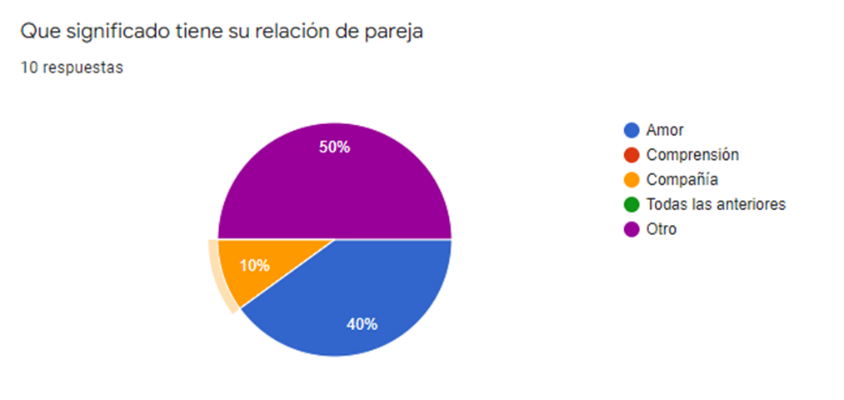 Que significado tiene su relación de pareja
10 respuestas
50%
10%
40%
Amor
Comprensión
Compañía
Todas las anteriores
Otro